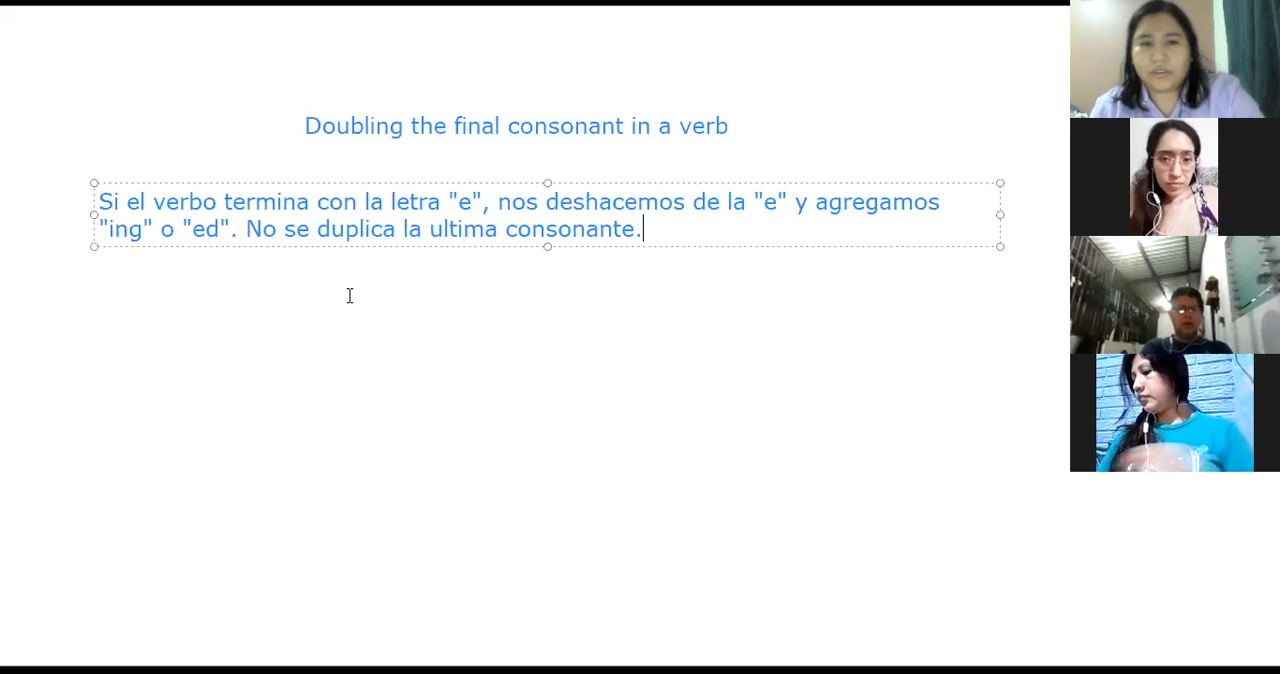 Doubling the final consonant in a verb
Si el verbo termina con la letra "e", nos deshacemos de la "e" y agregamos
"ing" o "ed". No se duplica la ultima consonante.